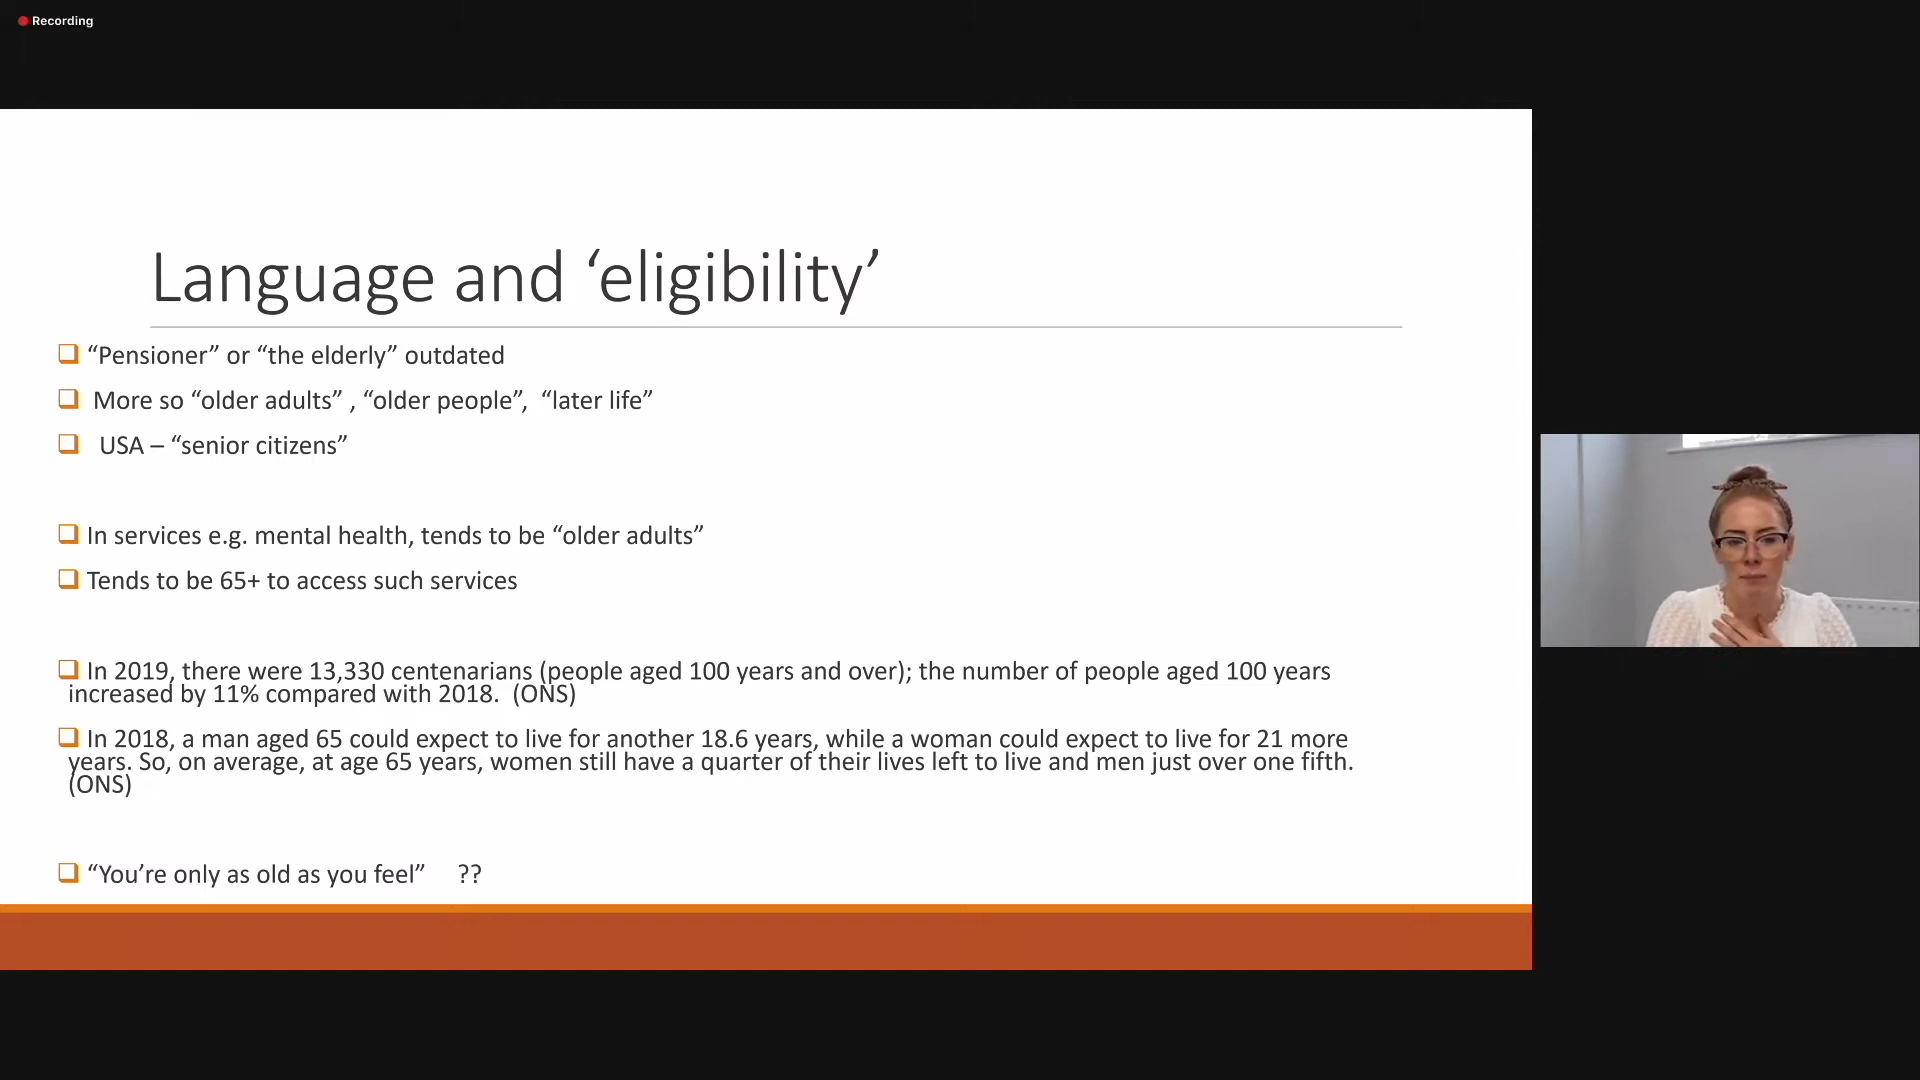 Recording
Language and ‘eligibility’
“Pensioner” or “the elderly” outdated
More so “older adults” , “older people”, “later life”
USA – “senior citizens”
In services e.g. mental health, tends to be “older adults”
Tends to be 65+ to access such services
In 2019, there were 13,330 centenarians (people aged 100 years and over); the number of people aged 100 years
increased by 11% compared with 2018. (ONS)
In 2018, a man aged 65 could expect to live for another 18.6 years, while a woman could expect to live for 21 more
years. So, on average, at age 65 years, women still have a quarter of their lives left to live and men just over one fifth.
(ONS)
“You’re only as old as you feel” ??